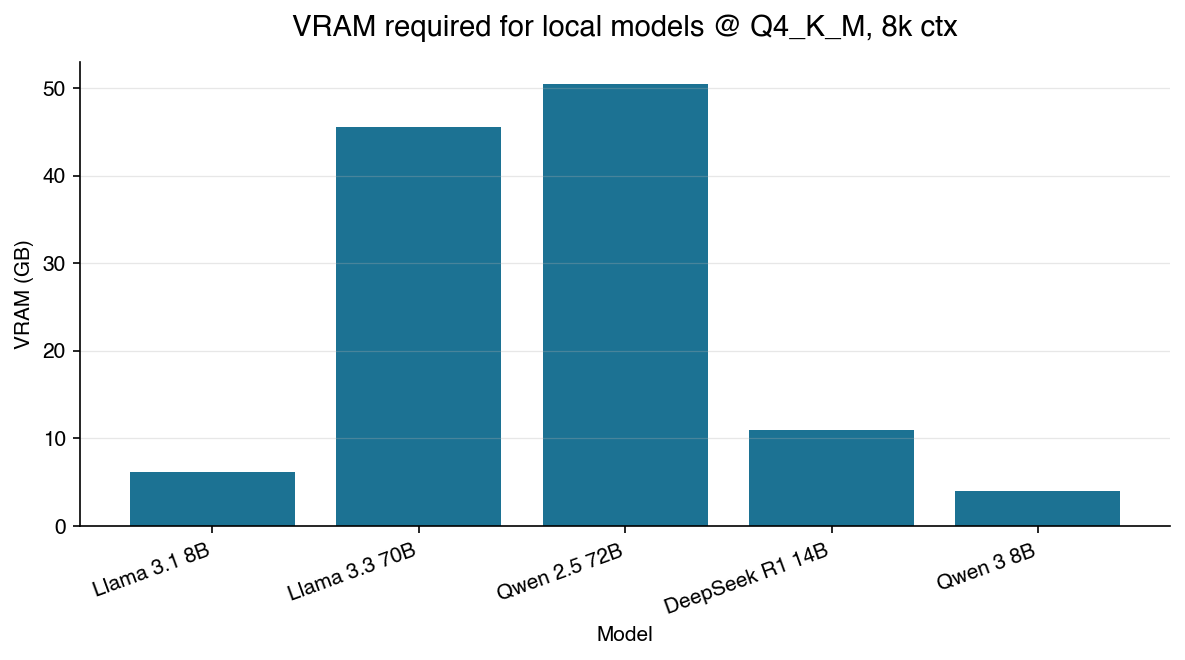 VRAM required for local models @ Q4_K_M, 8k ctx
VRAM (GB)
50
40
30
20
10
0
Llama 3.1 8B
Llama 3.3 70B
Qwen 2.5 72B
DeepSeek R1 14B
Qwen 3 8B
Model